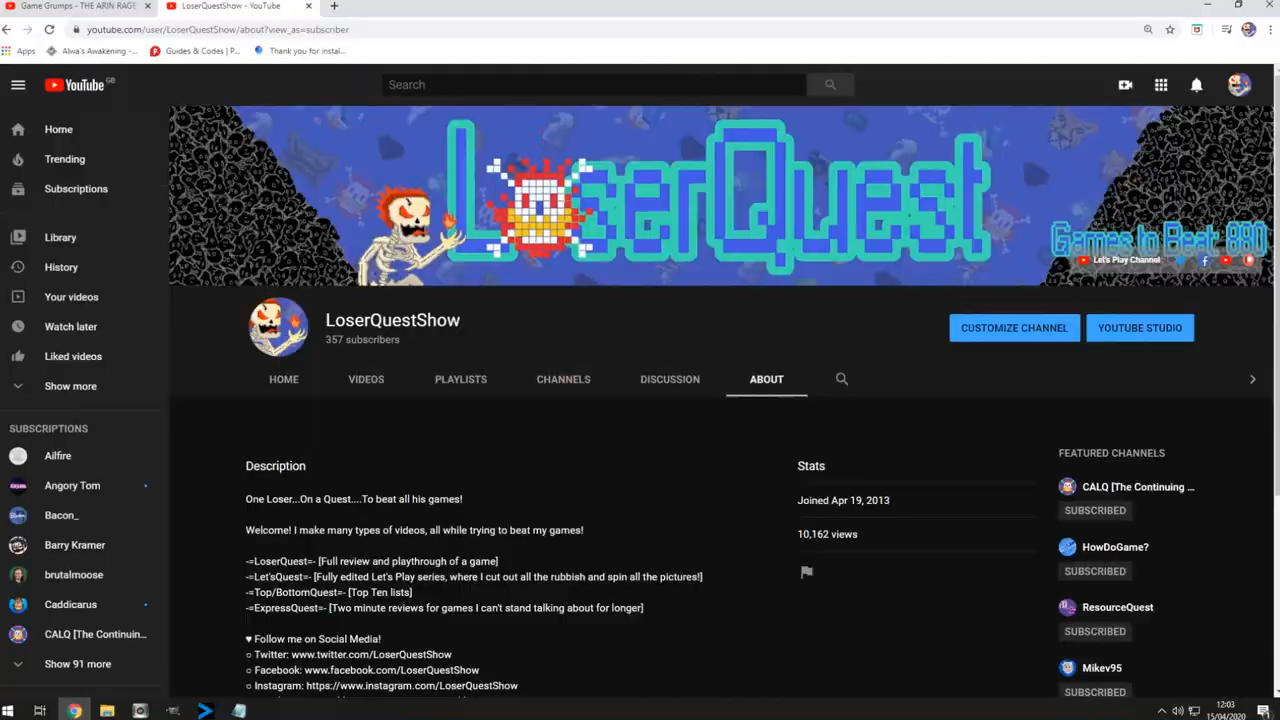 Game Grumps - THE ARIN RAGE
LoserQuestShow - YouTube
youtube.com/user/LoserQuestShow/about?view_as=subscriber
Apps
Alwa's Awakening -...
Guides & Codes | P...
Thank you for instal...
YouTube GB
Search
LoserQuest
Games to Beat 880
Let's Play Channel
Home
Trending
Subscriptions
Library
History
Your videos
Watch later
Liked videos
Show more
SUBSCRIPTIONS
Ailfire
Angory Tom
Bacon_
Barry Kramer
brutalmoose
Caddicarus
CALQ [The Continuin...
Show 91 more
LoserQuestShow
357 subscribers
CUSTOMIZE CHANNEL
YOUTUBE STUDIO
HOME
VIDEOS
PLAYLISTS
CHANNELS
DISCUSSION
ABOUT
Description
One Loser...On a Quest....To beat all his games!
Welcome! I make many types of videos, all while trying to beat my games!
-=LoserQuest=- [Full review and playthrough of a game]
-=Let'sQuest=- [Fully edited Let's Play series, where I cut out all the rubbish and spin all the pictures!]
-=Top/BottomQuest=- [Top Ten lists]
-=ExpressQuest=- [Two minute reviews for games I can't stand talking about for longer]
♥ Follow me on Social Media!
○ Twitter: www.twitter.com/LoserQuestShow
○ Facebook: www.facebook.com/LoserQuestShow
○ Instagram: https://www.instagram.com/LoserQuestShow
Stats
Joined Apr 19, 2013
10,162 views
FEATURED CHANNELS
CALQ [The Continuing ...
SUBSCRIBED
HowDoGame?
SUBSCRIBED
ResourceQuest
SUBSCRIBED
Mikev95
SUBSCRIBED
12:03
15/04/2020